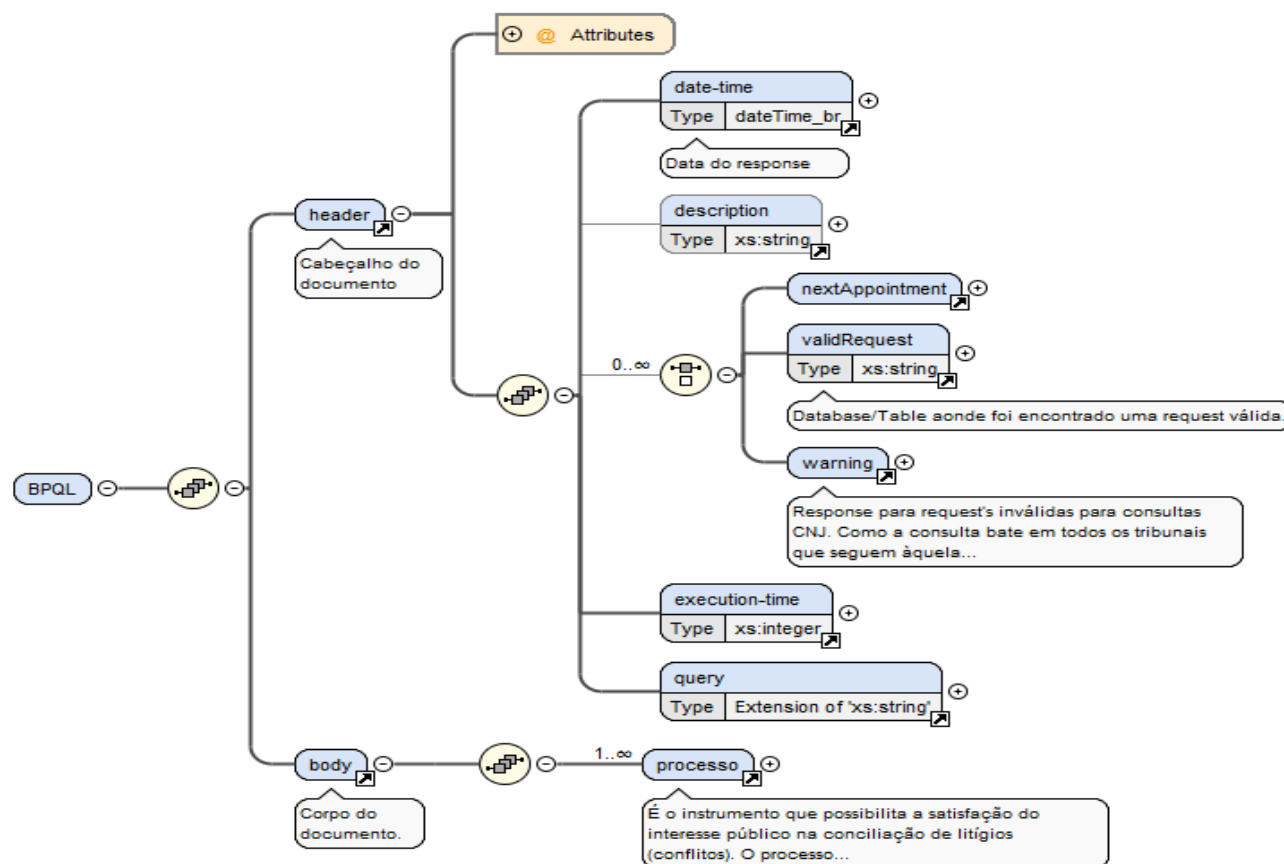 @ Attributes
date-time
Type dateTime_br
Data do response
header
Cabeçalho do
documento
description
Type xs:string
nextAppointment
0..∞
validRequest
Type xs:string
Database/Table aonde foi encontrado uma request válida.
warning
Response para request's inválidas para consultas
CNJ. Como a consulta bate em todos os tribunais
que seguem àquela...
BPQL
execution-time
Type xs:integer
query
Type Extension of 'xs:string'
body
Corpo do
documento.
1..∞
processo
É o instrumento que possibilita a satisfação do
interesse público na conciliação de litígios
(conflitos). O processo...